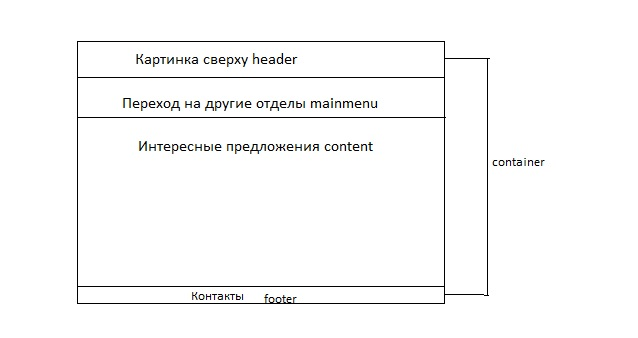 Картинка сверху header
Переход на другие отделы mainmenu
Интересные предложения content
container
Контакты footer